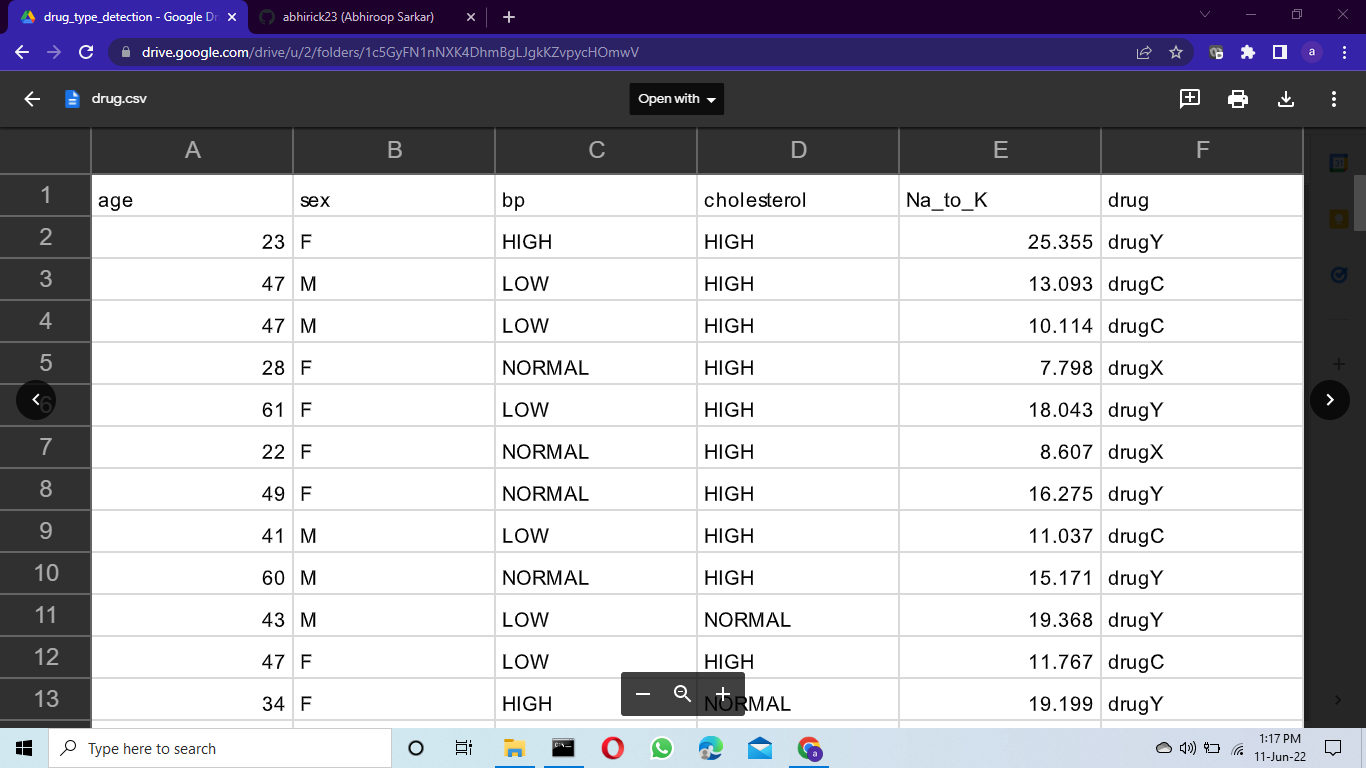 drug_type_detection - Google Dr
abhirick23 (Abhiroop Sarkar)
drive.google.com/drive/u/2/folders/1c5GyFN1nNXK4DhmBgLJgkKZvpycHOmwV
a
drug.csv
Open with
A B C D E F
1 age sex bp cholesterol Na_to_K drug
2 23 F HIGH HIGH 25.355 drugY
3 47 M LOW HIGH 13.093 drugC
4 47 M LOW HIGH 10.114 drugC
5 28 F NORMAL HIGH 7.798 drugX
6 61 F LOW HIGH 18.043 drugY
7 22 F NORMAL HIGH 8.607 drugX
8 49 F NORMAL HIGH 16.275 drugY
9 41 M LOW HIGH 11.037 drugC
10 60 M NORMAL HIGH 15.171 drugY
11 43 M LOW NORMAL 19.368 drugY
12 47 F LOW HIGH 11.767 drugC
13 34 F HIGH NORMAL 19.199 drugY
Type here to search
a
1:17 PM
11-Jun-22